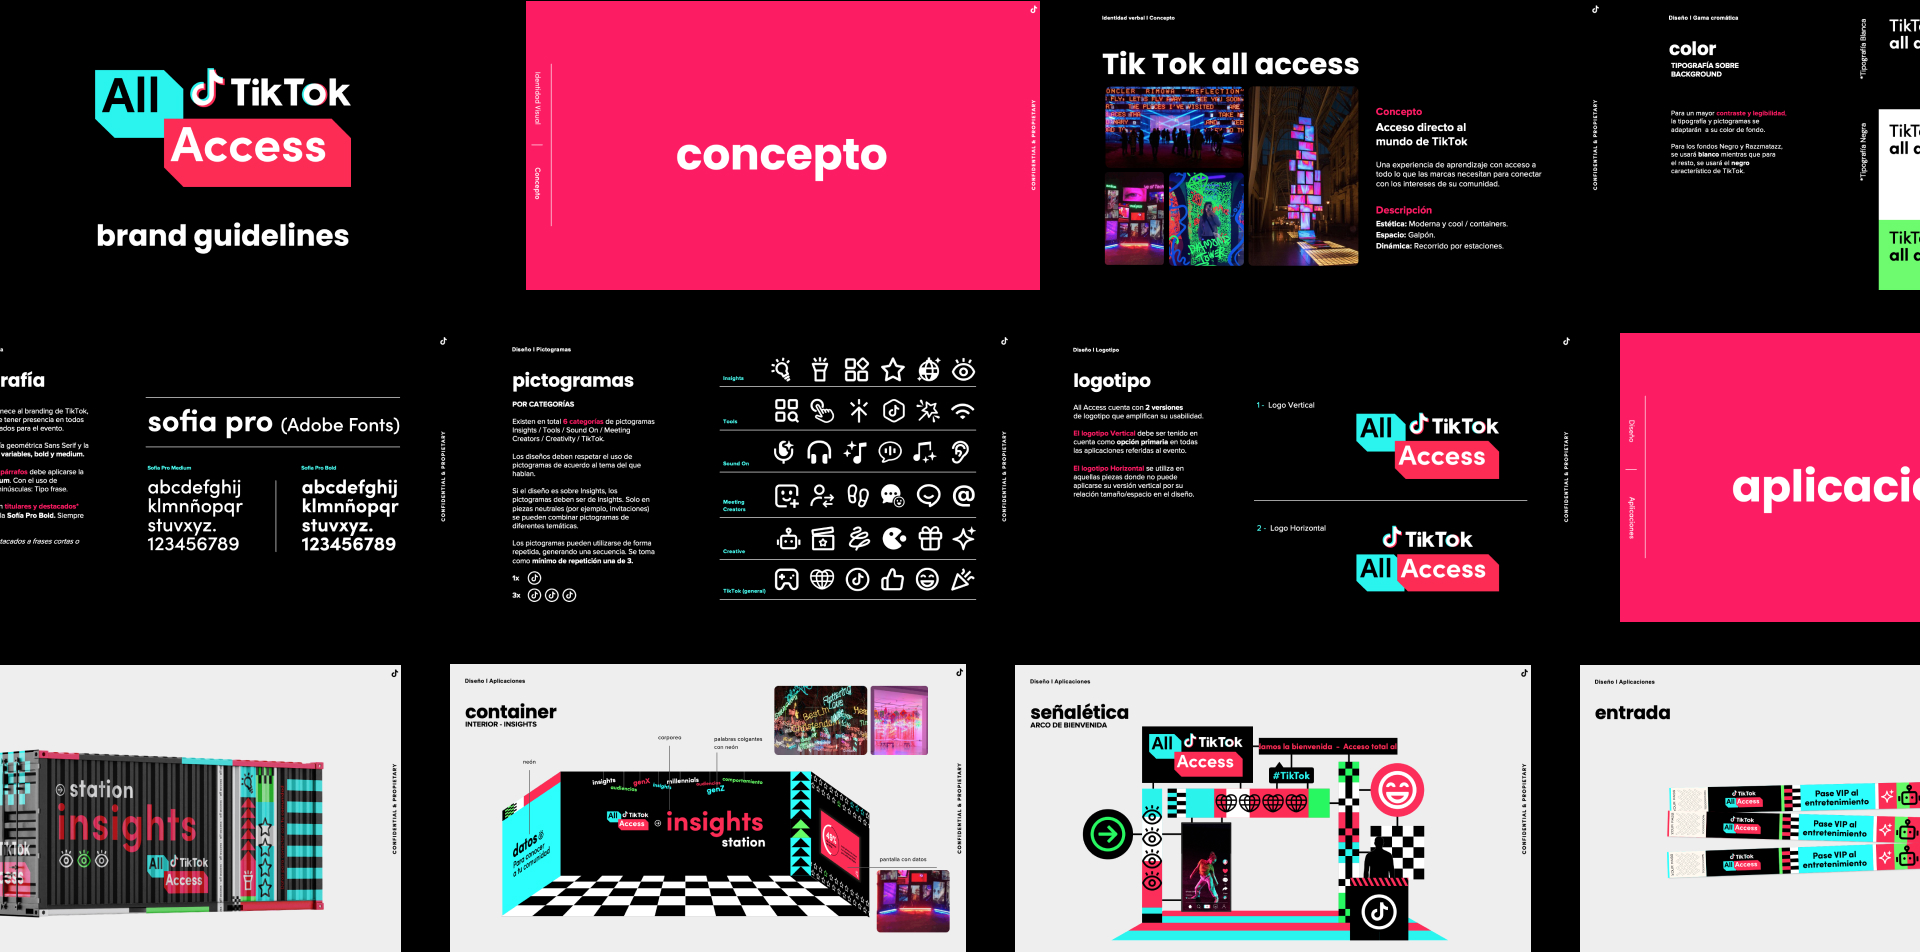 All
TikTok
Access
brand guidelines
Identidad Visual
Concepto
concepto
CONFIDENTIAL & PROPIETARY
Identidad verbal | Concepto
Tik Tok all access
Concepto
Acceso directo al
mundo de TikTok
Una experiencia de aprendizaje con acceso a
todo lo que las marcas necesitan para conectar
con los intereses de su comunidad.
Descripción
Estética: Moderna y cool / containers.
Espacio: Galpón.
Dinámica: Recorrido por estaciones.
CONFIDENTIAL & PROPIETARY
Diseño | Gama cromática
color
TIPOGRAFÍA SOBRE
BACKGROUND
Para un mayor contraste y legibilidad,
la tipografía y pictogramas se
adaptarán a su color de fondo.
Para los fondos Negro y Razzmatazz,
se usará blanco mientras que para
el resto, se usará el negro
característico de TikTok.
*Tipografía Blanca
*Tipografía Negra
TikTo
all a
TikTo
all a
TikTo
all a
rafía
nece al branding de TikTok,
e tener presencia en todos
ados para el evento.
ía geométrica Sans Serif y la
variables, bold y medium.
párrafos debe aplicarse la
um. Con el uso de
inúsculas: Tipo frase.
n titulares y destacados"
la Sofía Pro Bold. Siempre
tacados a frases cortas o
sofia pro (Adobe Fonts)
Sofia Pro Medium
abcdefghij
klmnñopqr
stuvxyz.
123456789
Sofia Pro Bold
abcdefghij
klmnñopqr
stuvxyz.
123456789
CONFIDENTIAL & PROPIETARY
Diseño | Pictogramas
pictogramas
POR CATEGORÍAS
Existen en total 6 categorías de pictogramas
Insights / Tools / Sound On / Meeting
Creators / Creativity / TikTok.
Los diseños deben respetar el uso de
pictogramas de acuerdo al tema del que
hablan.
Si el diseño es sobre Insights, los
pictogramas deben ser de Insights. Solo en
piezas neutrales (por ejemplo, invitaciones)
se pueden combinar pictogramas de
diferentes temáticas.
Los pictogramas pueden utilizarse de forma
repetida, generando una secuencia. Se toma
como mínimo de repetición una de 3.
1x
3x
Insights
Tools
Sound On
Meeting
Creators
Creative
TikTok (general)
CONFIDENTIAL & PROPIETARY
Diseño | Logotipo
logotipo
All Access cuenta con 2 versiones
de logotipo que amplifican su usabilidad.
El logotipo Vertical debe ser tenido en
cuenta como opción primaria en todas
las aplicaciones referidas al evento.
El logotipo Horizontal se utiliza en
aquellas piezas donde no puede
aplicarse su versión vertical por su
relación tamaño/espacio en el diseño.
1 - Logo Vertical
All TikTok
Access
2 - Logo Horizontal
TikTok
All Access
CONFIDENTIAL & PROPIETARY
Diseño
Aplicaciones
aplicacio
station
insights
All TikTok
Access
CONFIDENTIAL & PROPIETARY
Diseño | Aplicaciones
container
INTERIOR - INSIGHTS
neón
corporeo
palabras colgantes
con neón
insights
audiencias
genX
insights
millennials
genZ
comportamiento
datos
Para conocer
a tu comunidad
All TikTok
Access
insights
station
pantalla con datos
CONFIDENTIAL & PROPIETARY
Diseño | Aplicaciones
señalética
ARCO DE BIENVENIDA
All TikTok
Access
lamos la bienvenida - Acceso total al
#TikTok
CONFIDENTIAL & PROPIETARY
Diseño | Aplicaciones
entrada
TikTok
All Access
Pase VIP al
entretenimiento
TikTok
All Access
Pase VIP al
entretenimiento
TikTok
All Access
Pase VIP al
entretenimiento